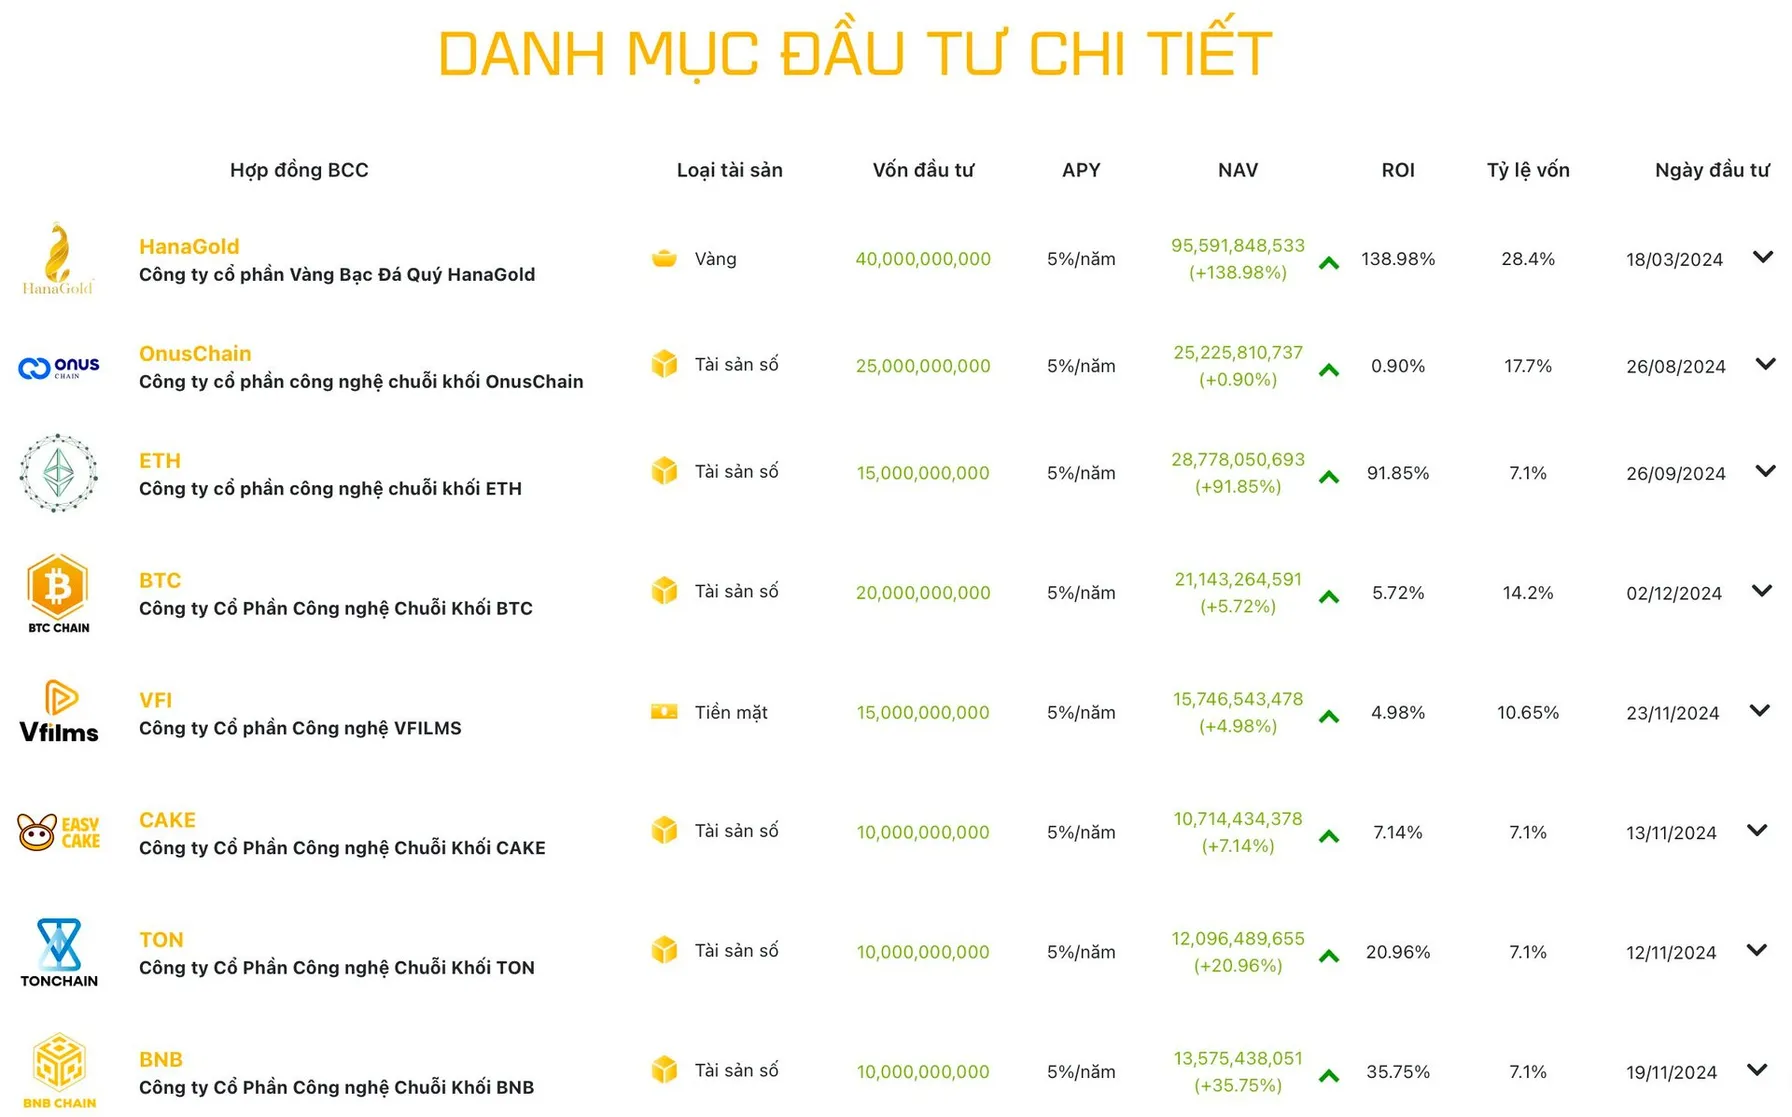 DANH MỤC ĐẦU TƯ CHI TIẾT
Hợp đồng BCC Loại tài sản Vốn đầu tư APY NAV ROI Tỷ lệ vốn Ngày đầu tư
HanaGold
HanaGold
Công ty cổ phần Vàng Bạc Đá Quý HanaGold
Vàng
40,000,000,000
5%/năm
95,591,848,533
(+138.98%)
138.98%
28.4%
18/03/2024
ONUS
CHAIN
OnusChain
Công ty cổ phần công nghệ chuỗi khối OnusChain
Tài sản số
25,000,000,000
5%/năm
25,225,810,737
(+0.90%)
0.90%
17.7%
26/08/2024
ETH
Công ty cổ phần công nghệ chuỗi khối ETH
Tài sản số
15,000,000,000
5%/năm
28,778,050,693
(+91.85%)
91.85%
7.1%
26/09/2024
BTC CHAIN
BTC
Công ty Cổ Phần Công nghệ Chuỗi Khối BTC
Tài sản số
20,000,000,000
5%/năm
21,143,264,591
(+5.72%)
5.72%
14.2%
02/12/2024
Vfilms
VFI
Công ty Cổ phần Công nghệ VFILMS
Tiền mặt
15,000,000,000
5%/năm
15,746,543,478
(+4.98%)
4.98%
10.65%
23/11/2024
EASY
CAKE
CAKE
Công ty Cổ Phần Công nghệ Chuỗi Khối CAKE
Tài sản số
10,000,000,000
5%/năm
10,714,434,378
(+7.14%)
7.14%
7.1%
13/11/2024
TONCHAIN
TON
Công ty Cổ Phần Công nghệ Chuỗi Khối TON
Tài sản số
10,000,000,000
5%/năm
12,096,489,655
(+20.96%)
20.96%
7.1%
12/11/2024
BNB CHAIN
BNB
Công ty Cổ Phần Công nghệ Chuỗi Khối BNB
Tài sản số
10,000,000,000
5%/năm
13,575,438,051
(+35.75%)
35.75%
7.1%
19/11/2024